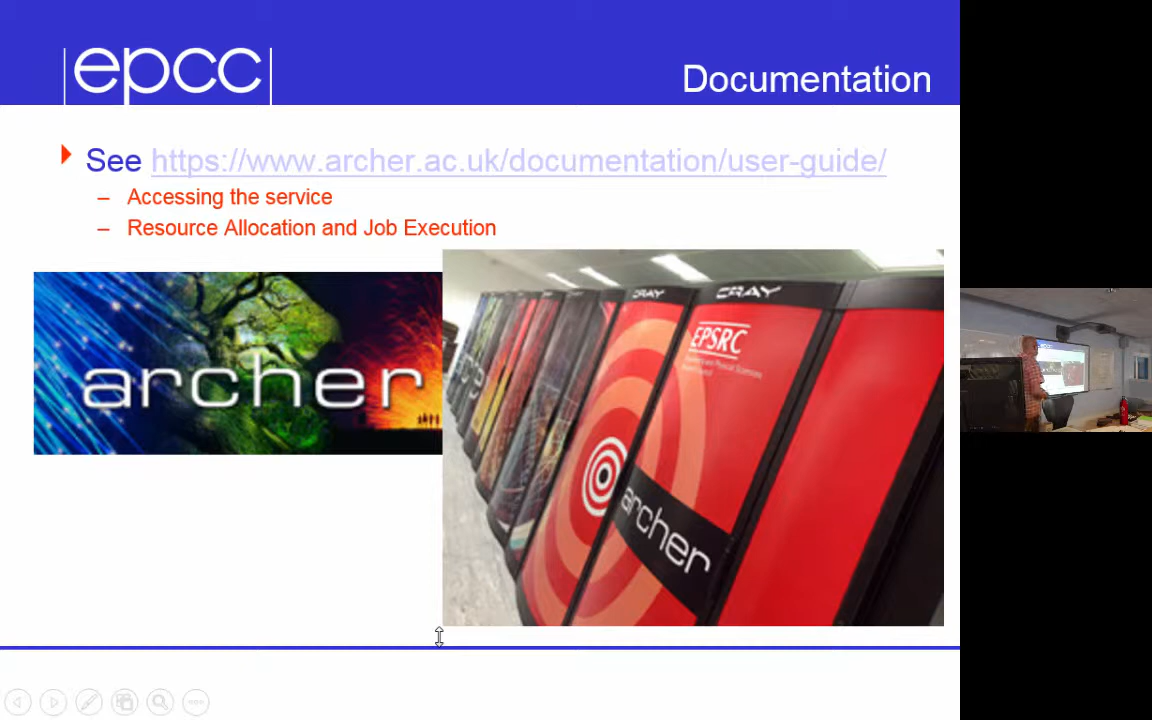 epcc
Documentation
See https://www.archer.ac.uk/documentation/user-guide/
– Accessing the service
– Resource Allocation and Job Execution
archer
CRAY
CRAY
EPSRC
archer